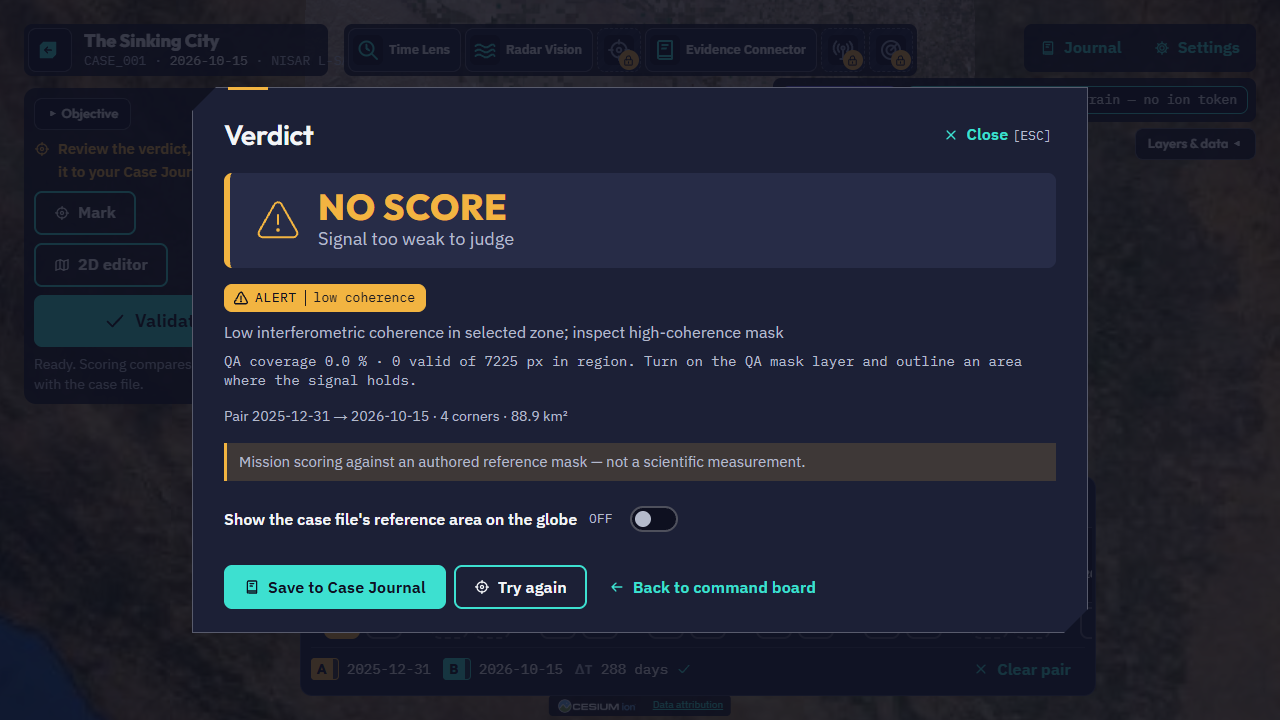 The Sinking City
CASE_001 · 2026-10-15 · NISAR L
Time Lens
Radar Vision
Evidence Connector
Journal
Settings
Objective
rain — no ion token
Layers & data
Review the verdict,
it to your Case Jour
Mark
2D editor
Validat
Ready. Scoring compares
with the case file.
Verdict
Close [ESC]
NO SCORE
Signal too weak to judge
ALERT | low coherence
Low interferometric coherence in selected zone; inspect high-coherence mask
QA coverage 0.0 % · 0 valid of 7225 px in region. Turn on the QA mask layer and outline an area
where the signal holds.
Pair 2025-12-31 → 2026-10-15 · 4 corners · 88.9 km²
Mission scoring against an authored reference mask — not a scientific measurement.
Show the case file's reference area on the globe OFF
Save to Case Journal
Try again
Back to command board
A 2025-12-31 B 2026-10-15 ΔT 288 days
Clear pair
CESIUM ion
Data attribution